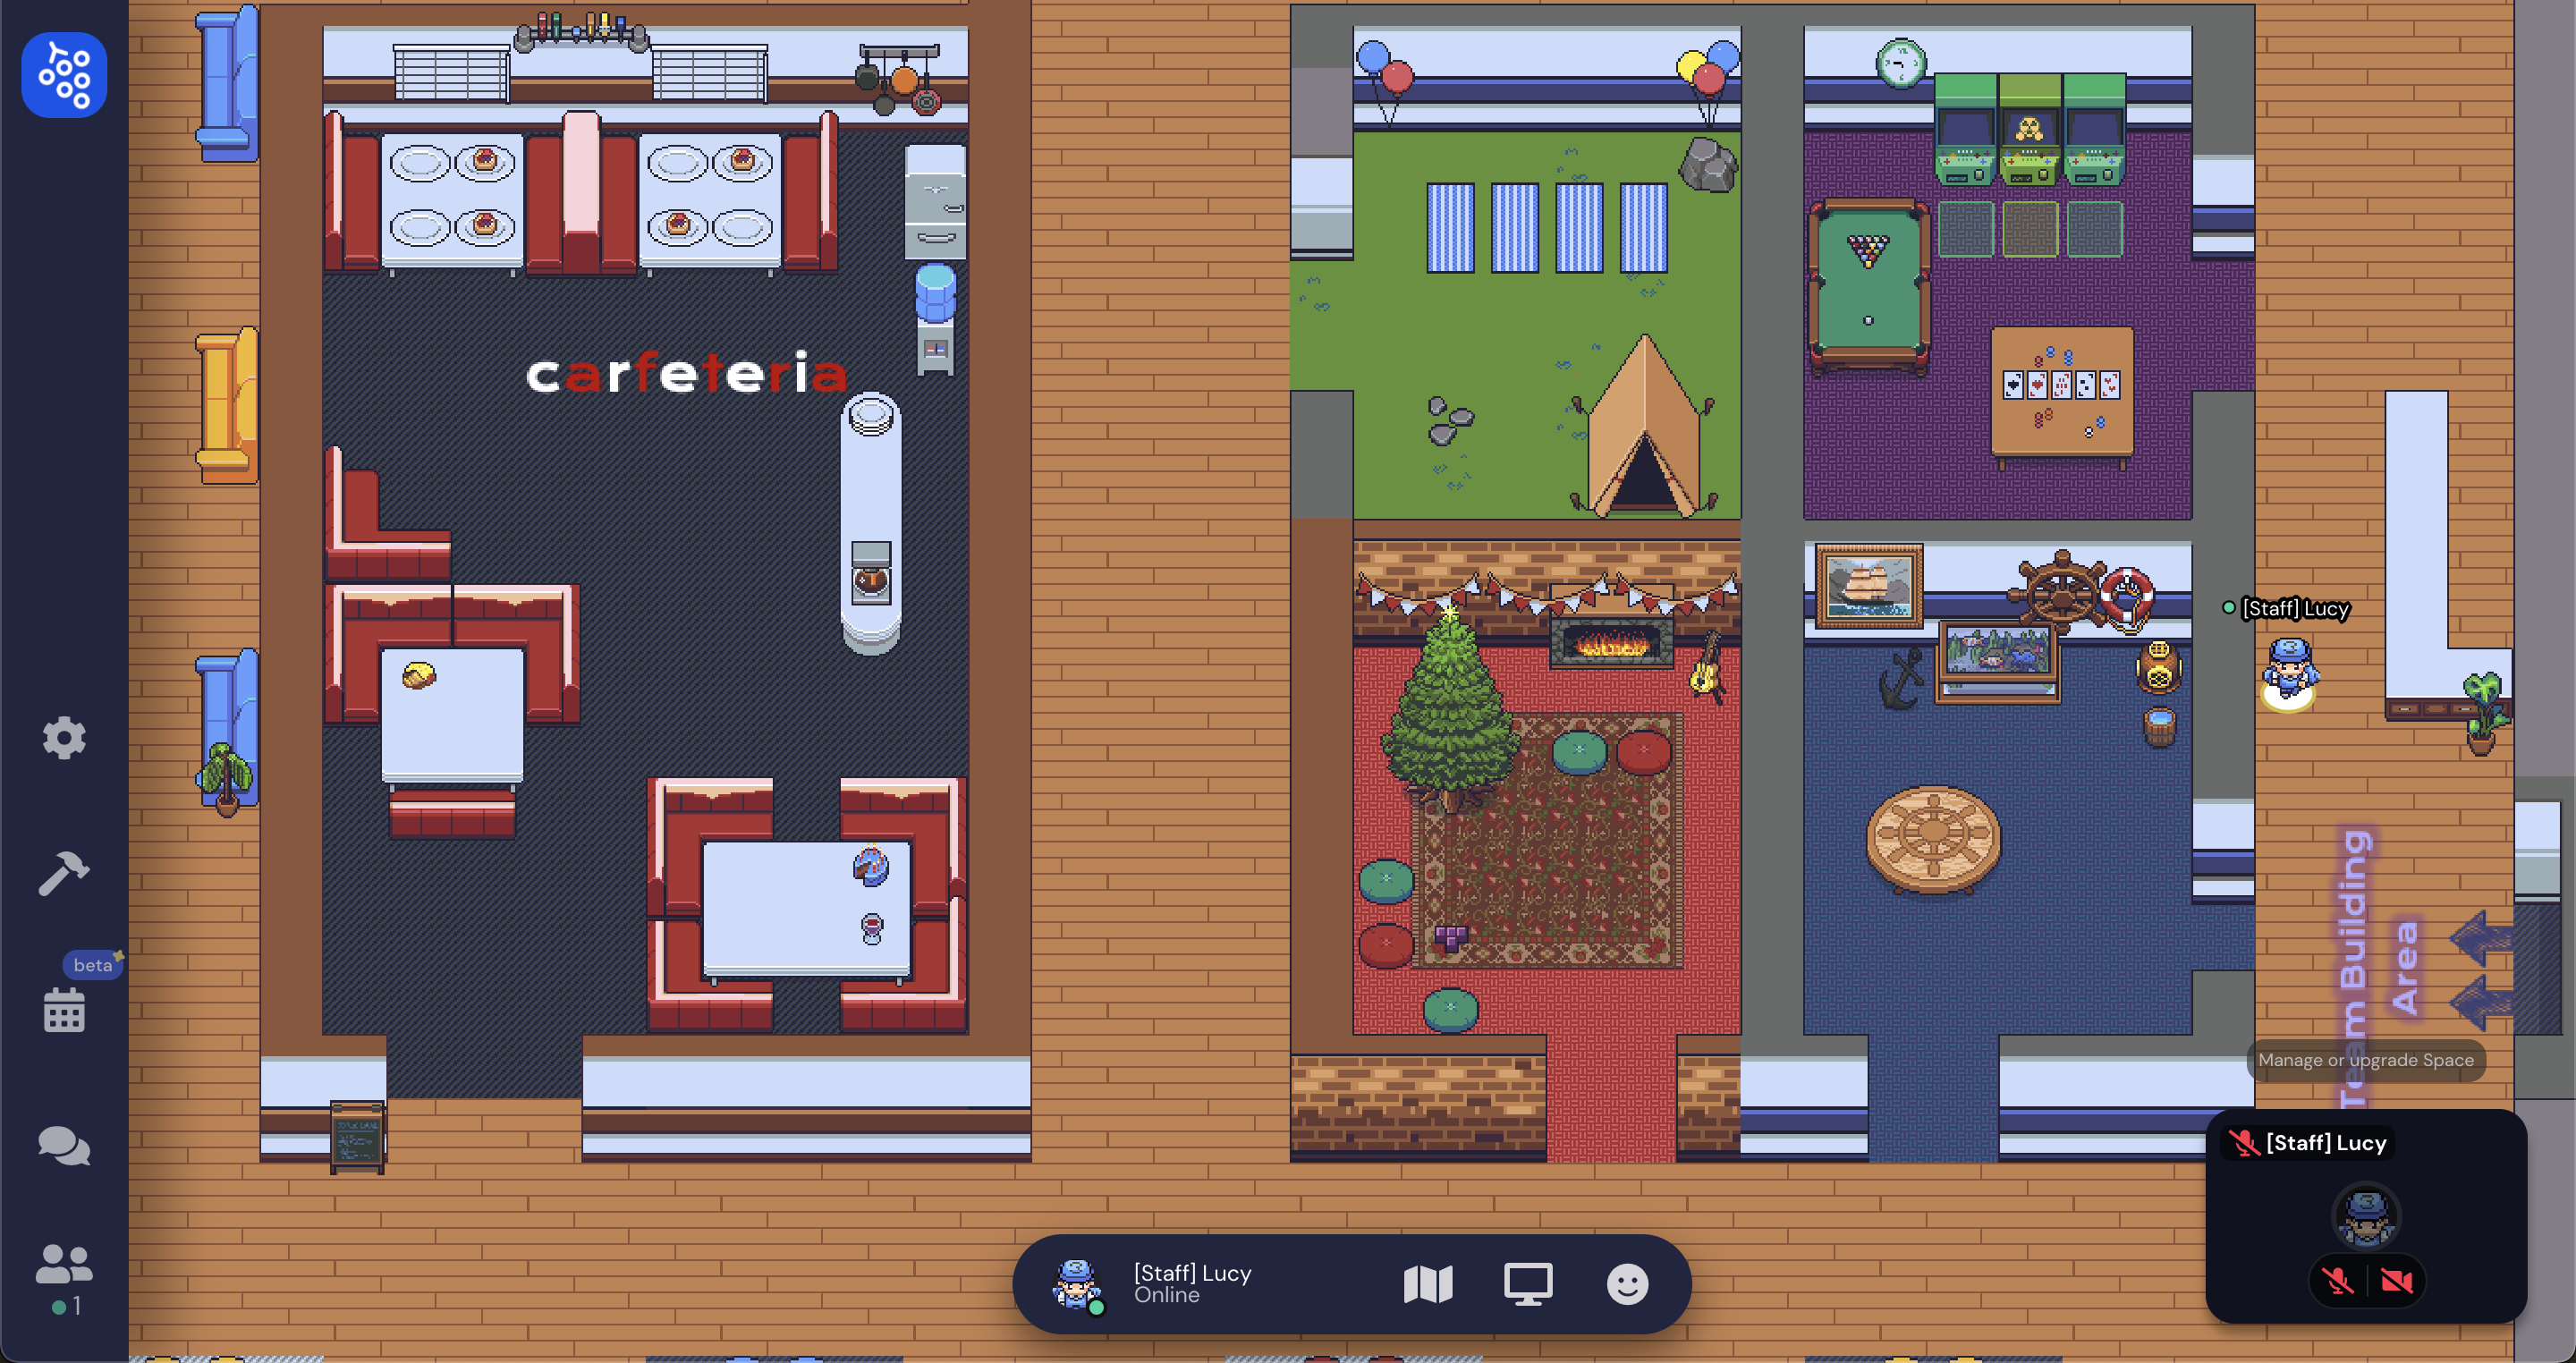 carfeteria
[Staff] Lucy
Team Building
Area
Manage or upgrade Space
beta
[Staff] Lucy
[Staff] Lucy
Online
1